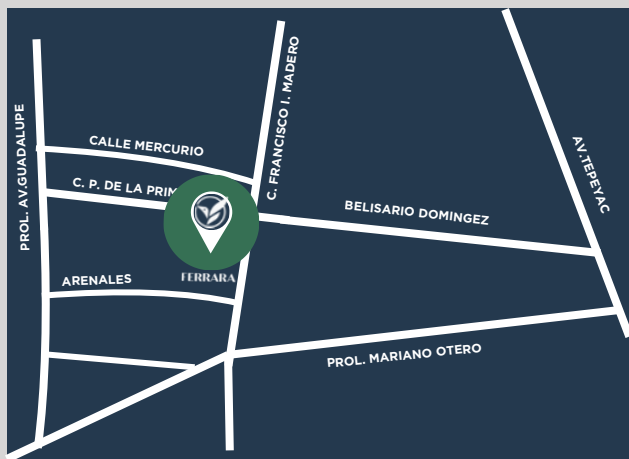 C. FRANCISCO I. MADERO
PROL. AV.GUADALUPE
CALLE MERCURIO
AV.TEPEYAC
C. P. DE LA PRIM
BELISARIO DOMINGEZ
ARENALES
FERRARA
PROL. MARIANO OTERO